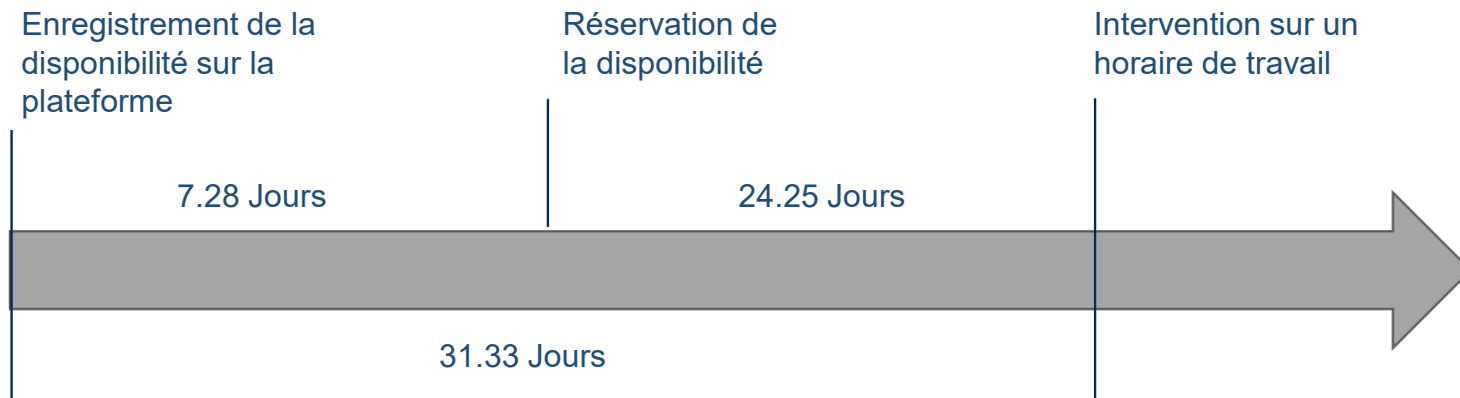 Enregistrement de la
disponibilité sur la
plateforme
Réservation de
la disponibilité
Intervention sur un
horaire de travail
7.28 Jours
24.25 Jours
31.33 Jours